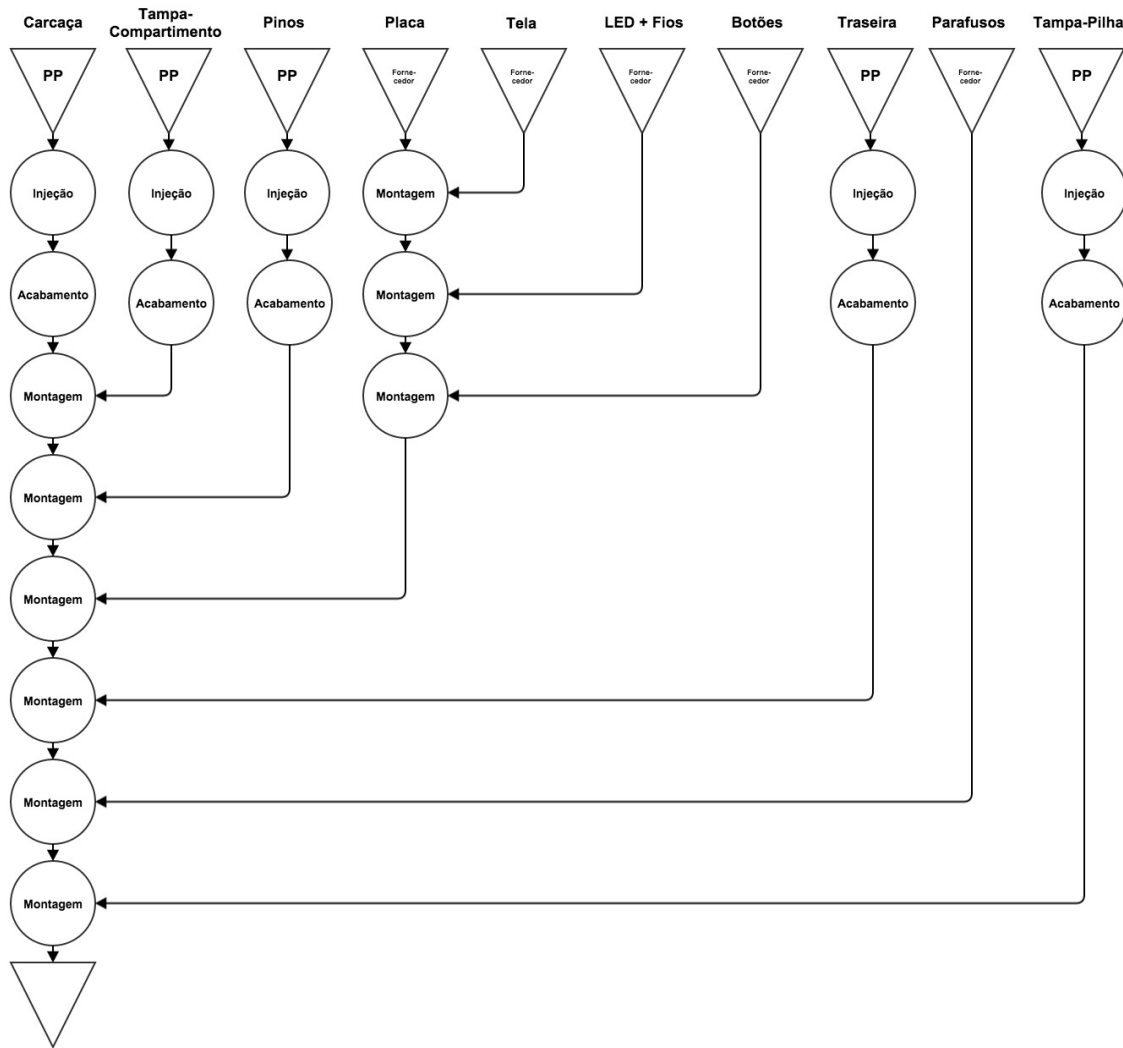 Carcaça
Tampa-
Compartimento
Pinos
Placa
Tela
LED + Fios
Botões
Traseira
Parafusos
Tampa-Pilha
PP
PP
PP
Forne-
cedor
Forne-
cedor
Forne-
cedor
Forne-
cedor
PP
Forne-
cedor
PP
Injeção
Injeção
Injeção
Montagem
Injeção
Injeção
Acabamento
Acabamento
Acabamento
Montagem
Acabamento
Acabamento
Montagem
Montagem
Montagem
Montagem
Montagem
Montagem
Montagem